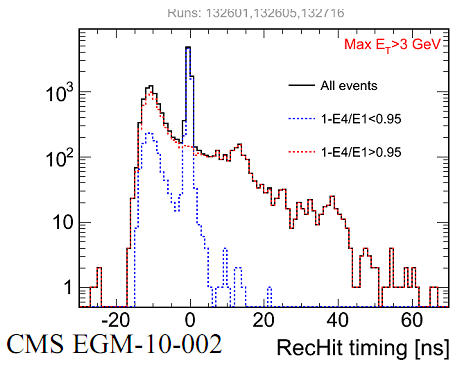 Runs: 132601,132605,132716
Max E_T>3 GeV
All events
1-E4/E1<0.95
1-E4/E1>0.95
10^3
10^2
10
1
-20 0 20 40 60
CMS EGM-10-002 RecHit timing [ns]